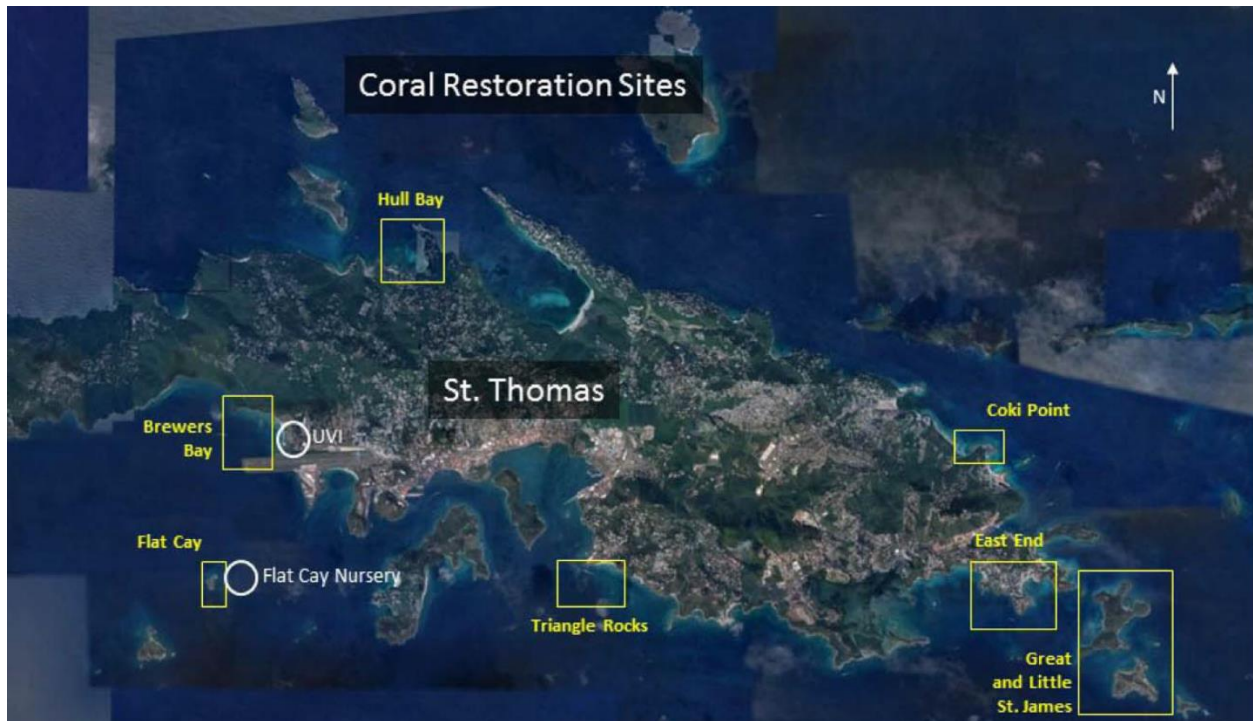 Coral Restoration Sites
N
Hull Bay
St. Thomas
Coki Point
Brewers
Bay
UVI
East End
Flat Cay
Flat Cay Nursery
Triangle Rocks
Great
and Little
St. James